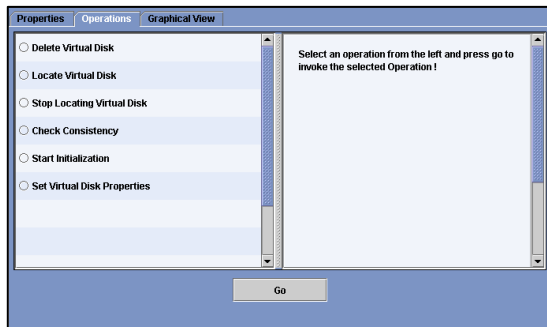 Properties Operations Graphical View
Delete Virtual Disk
Locate Virtual Disk
Stop Locating Virtual Disk
Check Consistency
Start Initialization
Set Virtual Disk Properties
Select an operation from the left and press go to
invoke the selected Operation !
Go